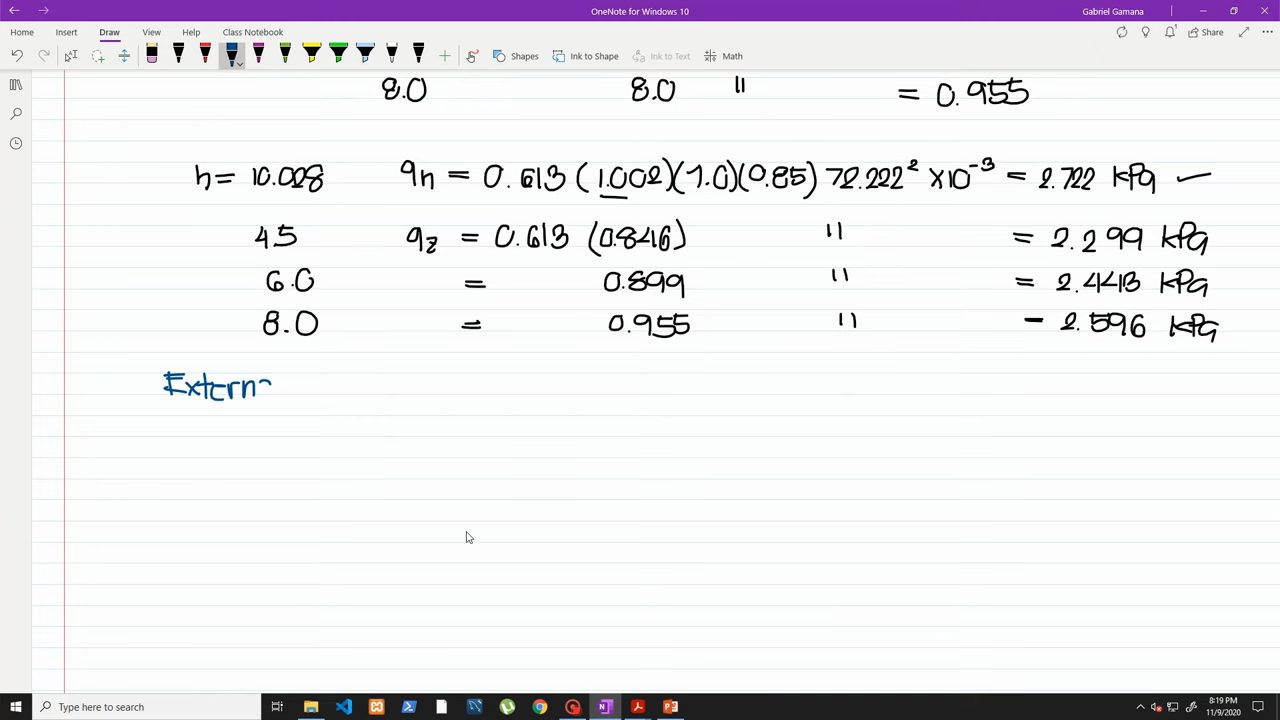 OneNote for Windows 10
Gabriel Gamana
Home Insert Draw View Help Class Notebook
Share
Shapes Ink to Shape Ink to Text Math
8.0 8.0 " = 0.955
h = 10.028 qh = 0.613 (1.002)(1.0)(0.85) 72.222² ×10⁻³ = 2.722 kPa
4.5 qz = 0.613 (0.846) " = 2.299 kPa
6.0 = 0.899 " = 2.443 kPa
8.0 = 0.955 " - 2.596 kPa
Extern
Type here to search
8:19 PM
11/9/2020